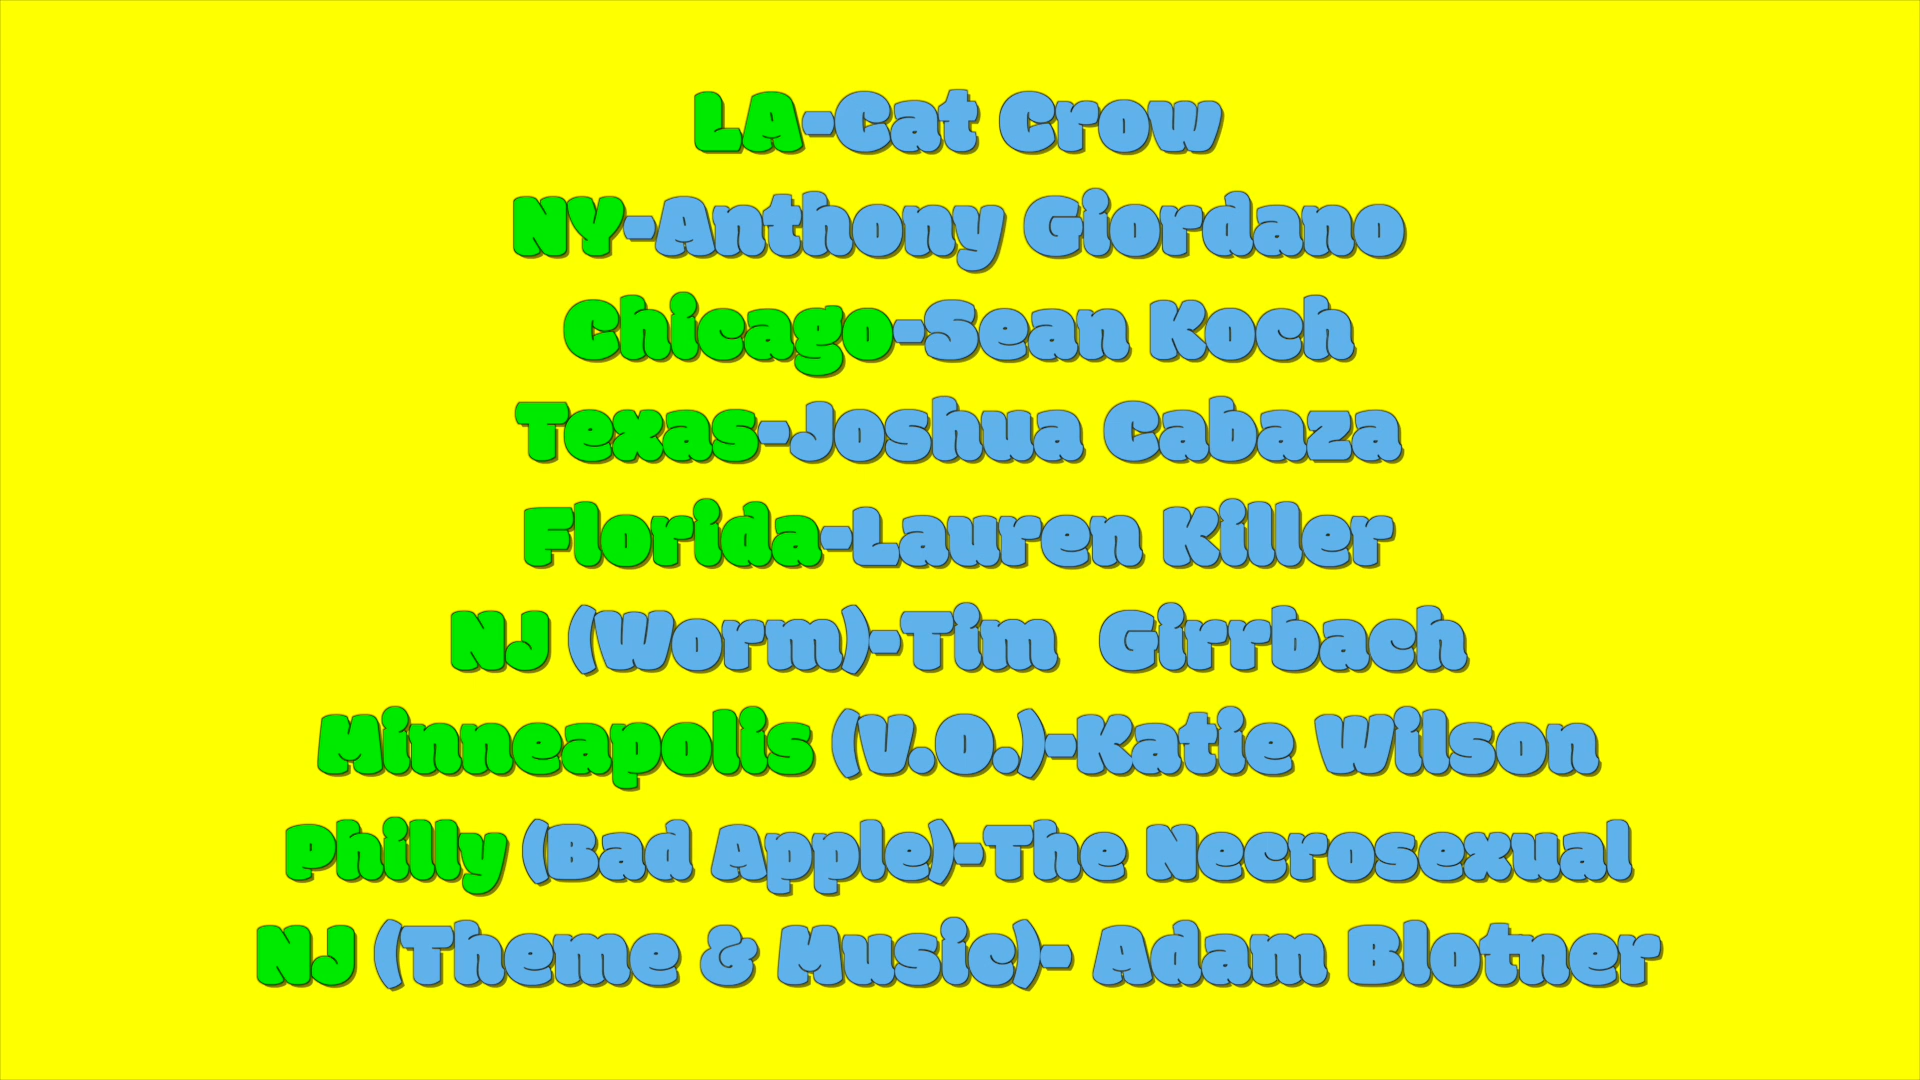 LA-Cat Crow
NY-Anthony Giordano
Chicago-Sean Koch
Texas-Joshua Cabaza
Florida-Lauren Killer
NJ (Worm)-Tim  Girrbach
Minneapolis (V.O.)-Katie Wilson
Philly (Bad Apple)-The Necrosexual
NJ (Theme & Music)- Adam Blotner